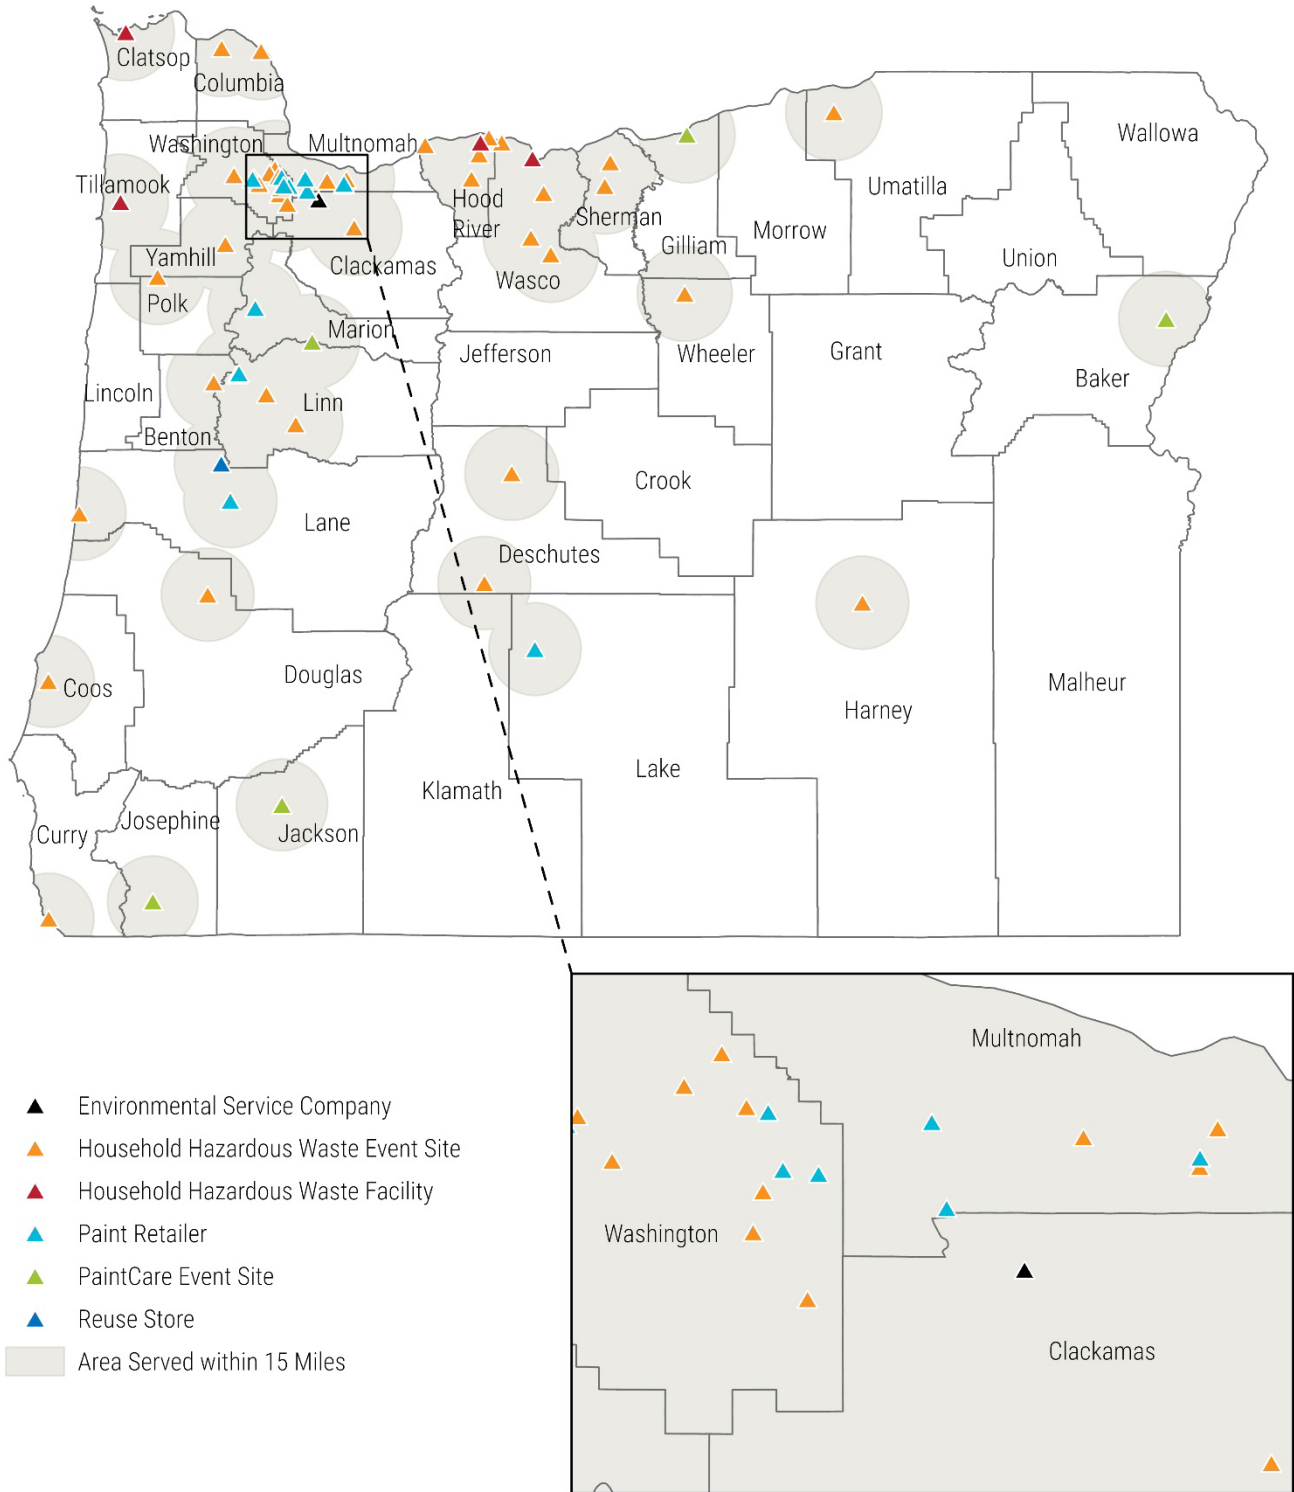 Clatsop
Columbia
Washington
Multnomah
Wallowa
Tillamook
Umatilla
Hood
River
Sherman
Gilliam
Morrow
Yamhill
Clackamas
Union
Wasco
Polk
Marion
Jefferson
Wheeler
Grant
Baker
Lincoln
Linn
Benton
Crook
Lane
Deschutes
Coos
Douglas
Malheur
Harney
Lake
Klamath
Curry
Josephine
Jackson
Multnomah
Washington
Clackamas
Environmental Service Company
Household Hazardous Waste Event Site
Household Hazardous Waste Facility
Paint Retailer
PaintCare Event Site
Reuse Store
Area Served within 15 Miles